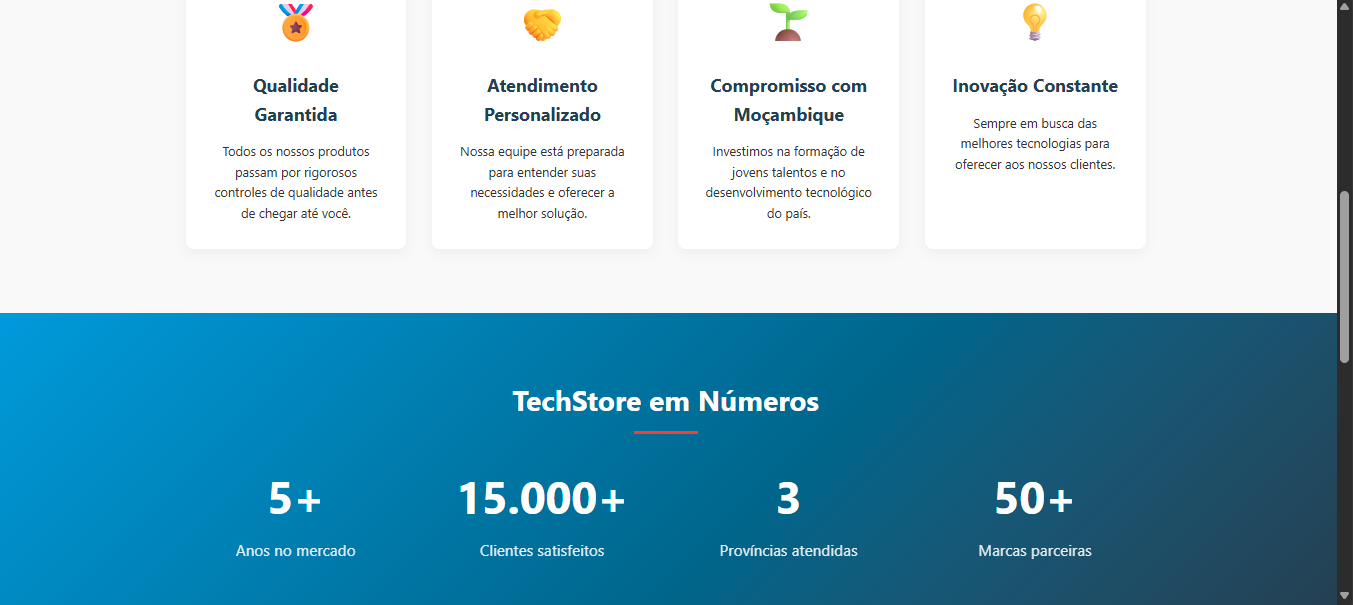 Qualidade
Garantida
Todos os nossos produtos
passam por rigorosos
controles de qualidade antes
de chegar até você.
Atendimento
Personalizado
Nossa equipe está preparada
para entender suas
necessidades e oferecer a
melhor solução.
Compromisso com
Moçambique
Investimos na formação de
jovens talentos e no
desenvolvimento tecnológico
do país.
Inovação Constante
Sempre em busca das
melhores tecnologias para
oferecer aos nossos clientes.
TechStore em Números
5+
Anos no mercado
15.000+
Clientes satisfeitos
3
Províncias atendidas
50+
Marcas parceiras